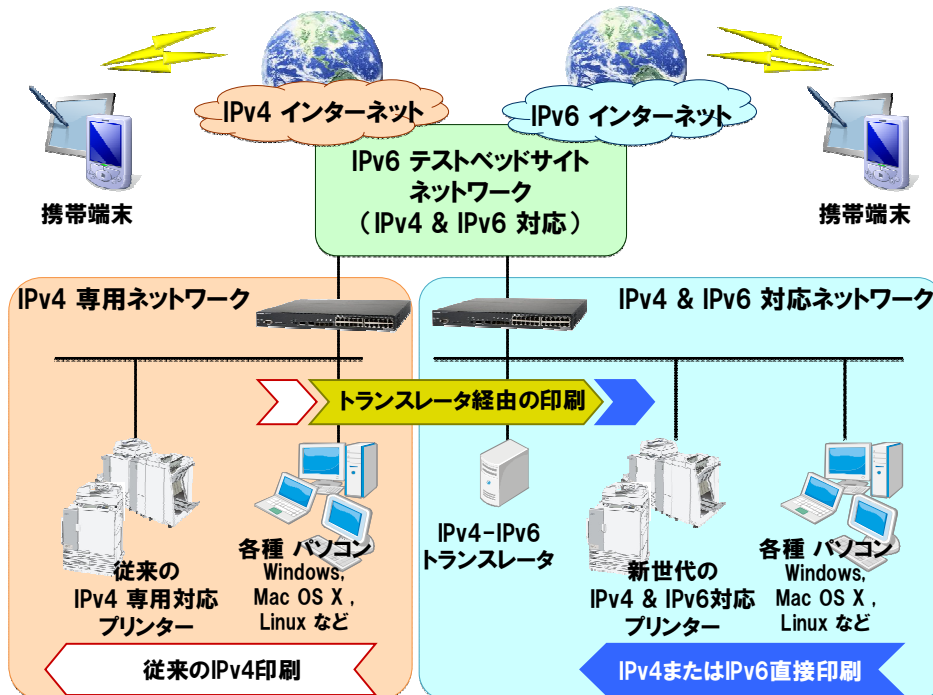 IPv4 インターネット
IPv6 インターネット
IPv6 テストベッドサイト
ネットワーク
(IPv4 & IPv6 対応)
携帯端末
携帯端末
IPv4 専用ネットワーク
IPv4 & IPv6 対応ネットワーク
トランスレータ経由の印刷
従来の
IPv4 専用対応
プリンター
各種 パソコン
Windows,
Mac OS X ,
Linux など
IPv4-IPv6
トランスレータ
新世代の
IPv4 & IPv6対応
プリンター
各種 パソコン
Windows,
Mac OS X ,
Linux など
従来のIPv4印刷
IPv4またはIPv6直接印刷